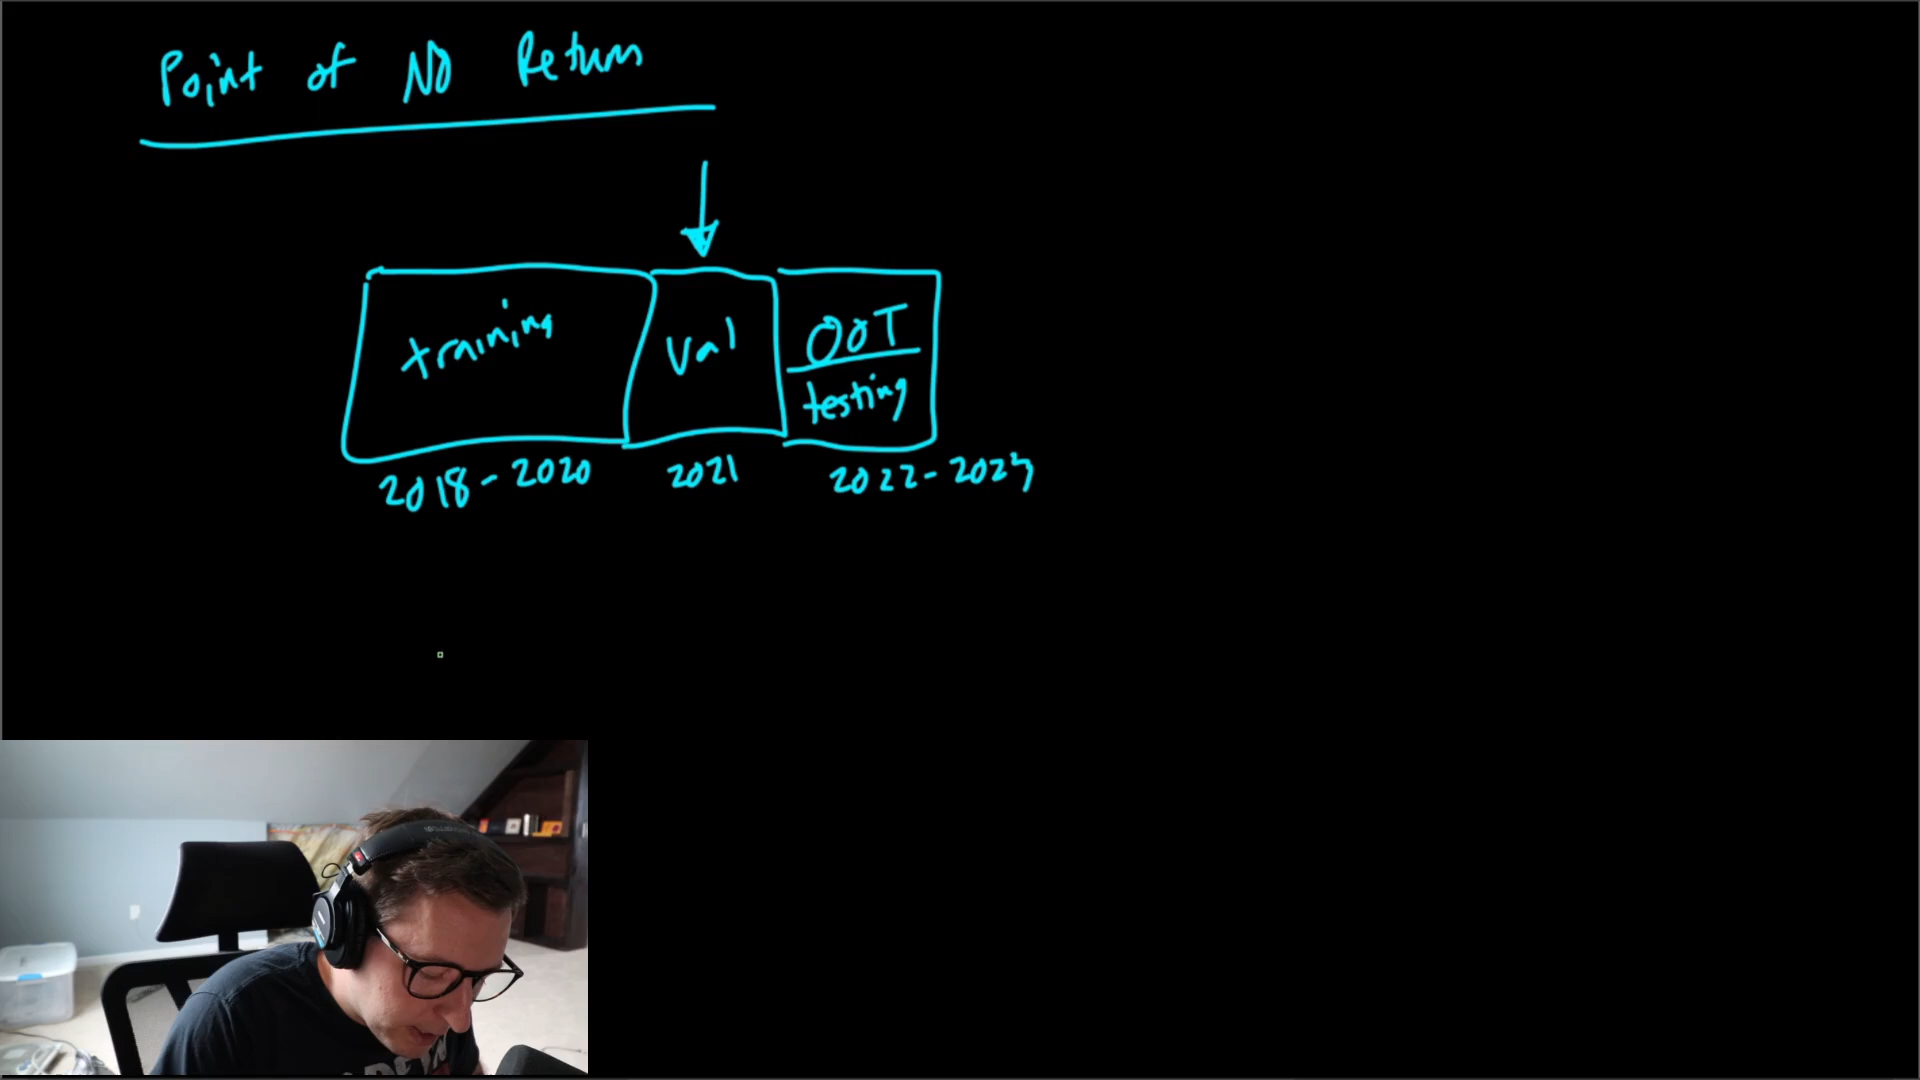 Point of No Return
training
val
OOT
testing
2018-2020
2021
2022-2023